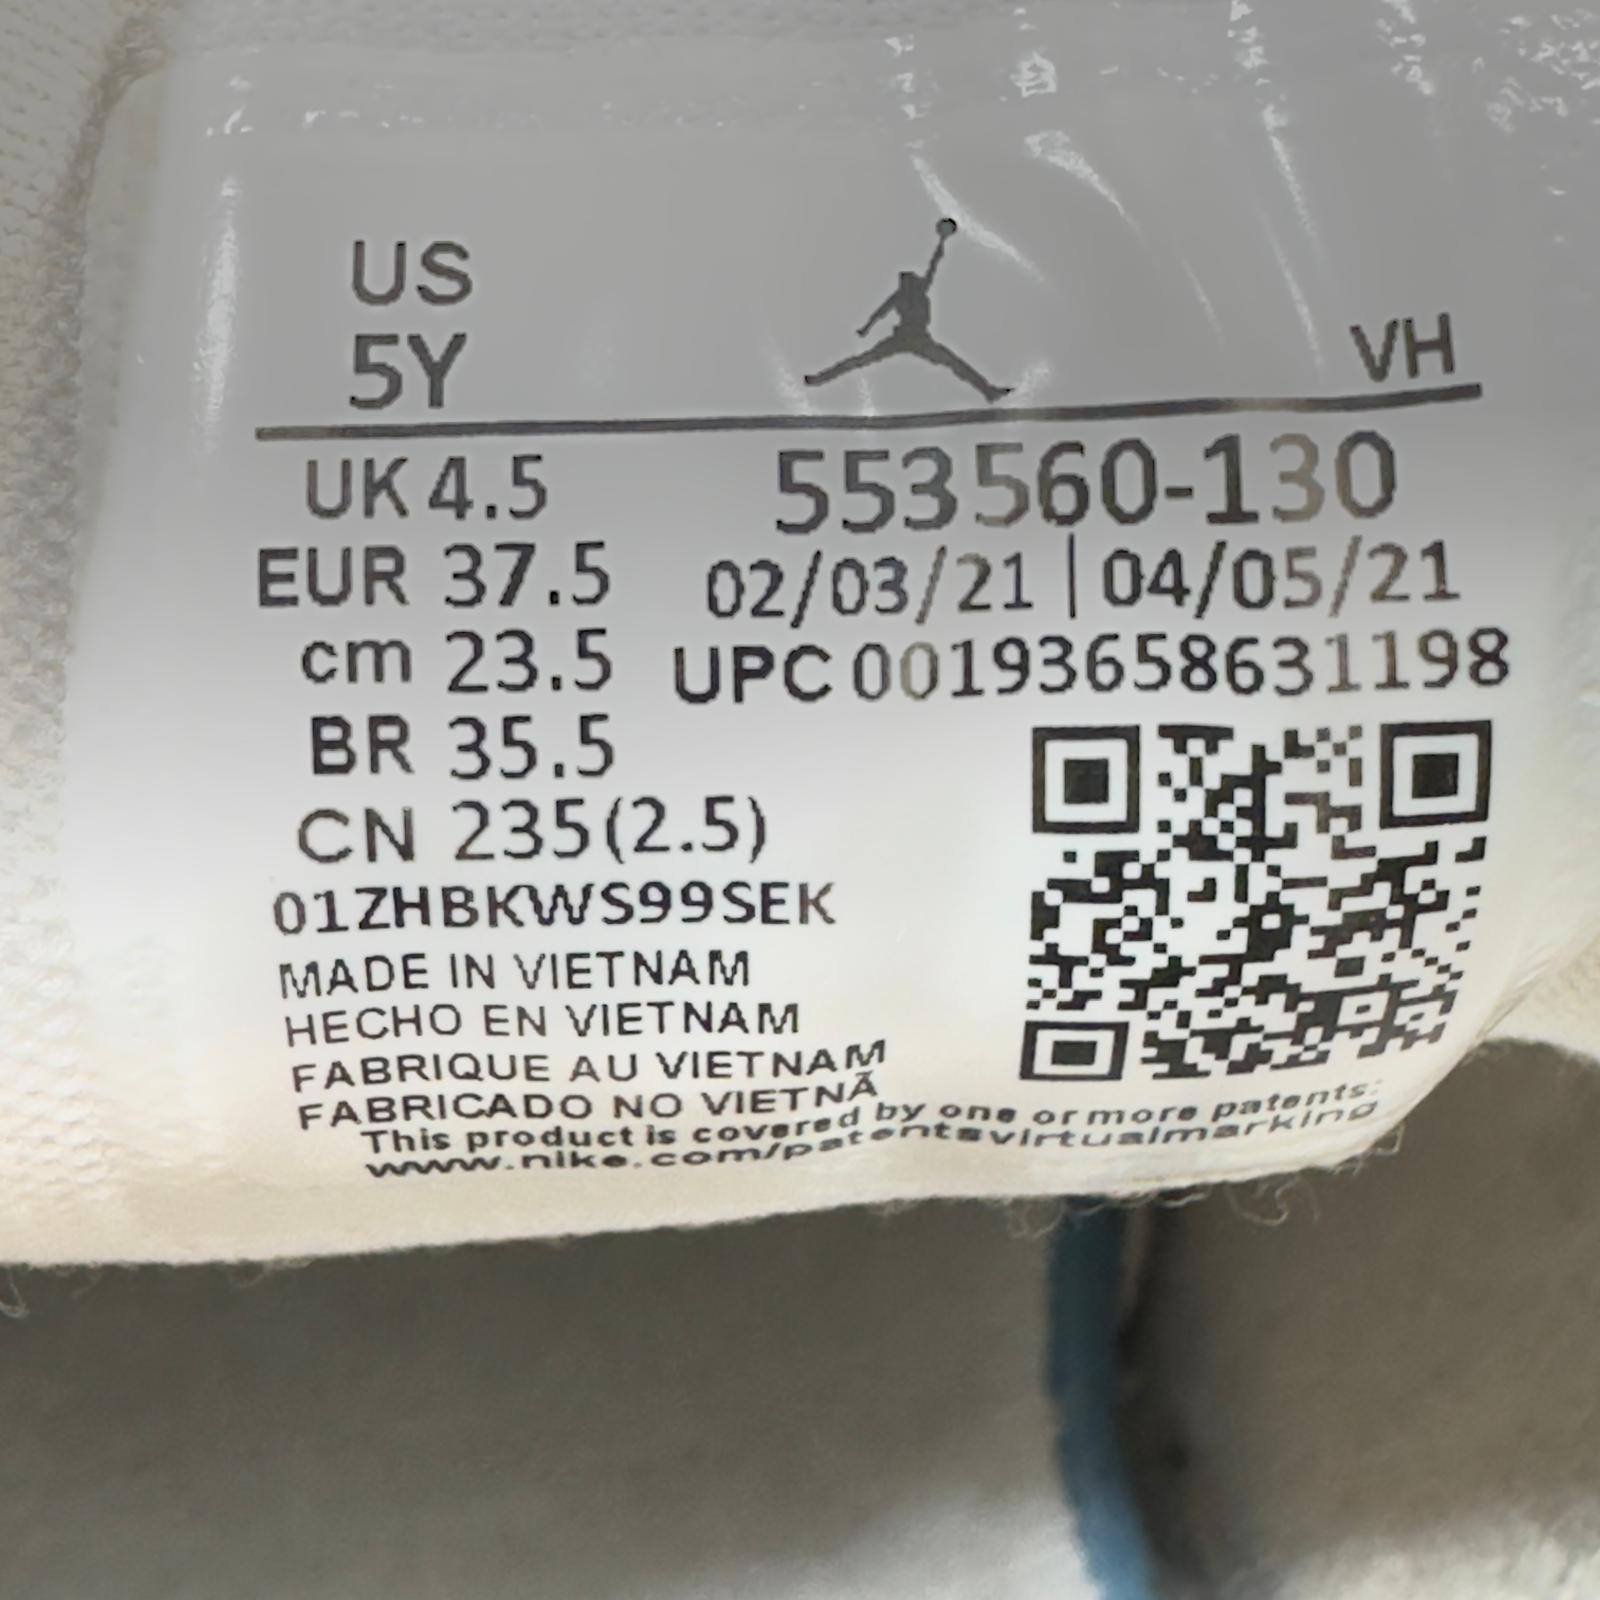 US
5Y
VH
UK 4.5
553560-130
EUR 37.5
02/03/21 | 04/05/21
cm 23.5
UPC 00193658631198
BR 35.5
CN 235(2.5)
01ZHBKWS99SEK
MADE IN VIETNAM
HECHO EN VIETNAM
FABRIQUE AU VIETNAM
FABRICADO NO VIETNÃ
This product is covered by one or more patents:
www.nike.com/patentsvirtualmarking